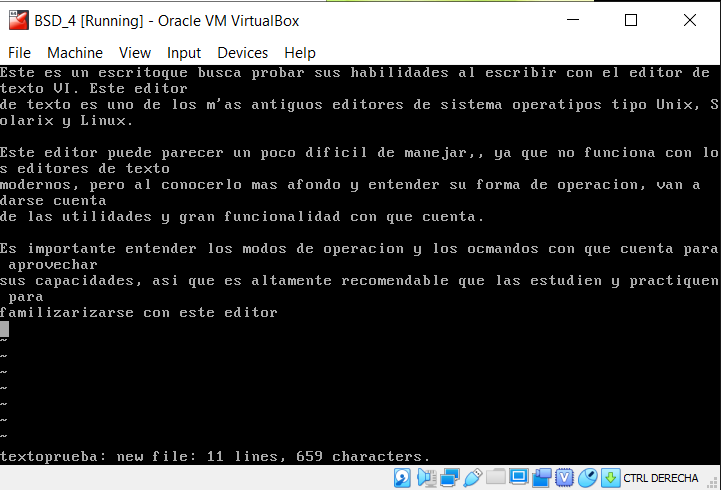 BSD_4 [Running] - Oracle VM VirtualBox
File Machine View Input Devices Help
Este es un escritoque busca probar sus habilidades al escribir con el editor de
texto VI. Este editor
de texto es uno de los m'as antiguos editores de sistema operatipos tipo Unix, S
olarix y Linux.
Este editor puede parecer un poco dificil de manejar,, ya que no funciona con lo
s editores de texto
modernos, pero al conocerlo mas afondo y entender su forma de operacion, van a
darse cuenta
de las utilidades y gran funcionalidad con que cuenta.
Es importante entender los modos de operacion y los ocmandos con que cuenta para
aprovechar
sus capacidades, asi que es altamente recomendable que las estudien y practiquen
para
familizarizarse con este editor
~
~
~
~
~
~
~
textoprueba: new file: 11 lines, 659 characters.
CTRL DERECHA